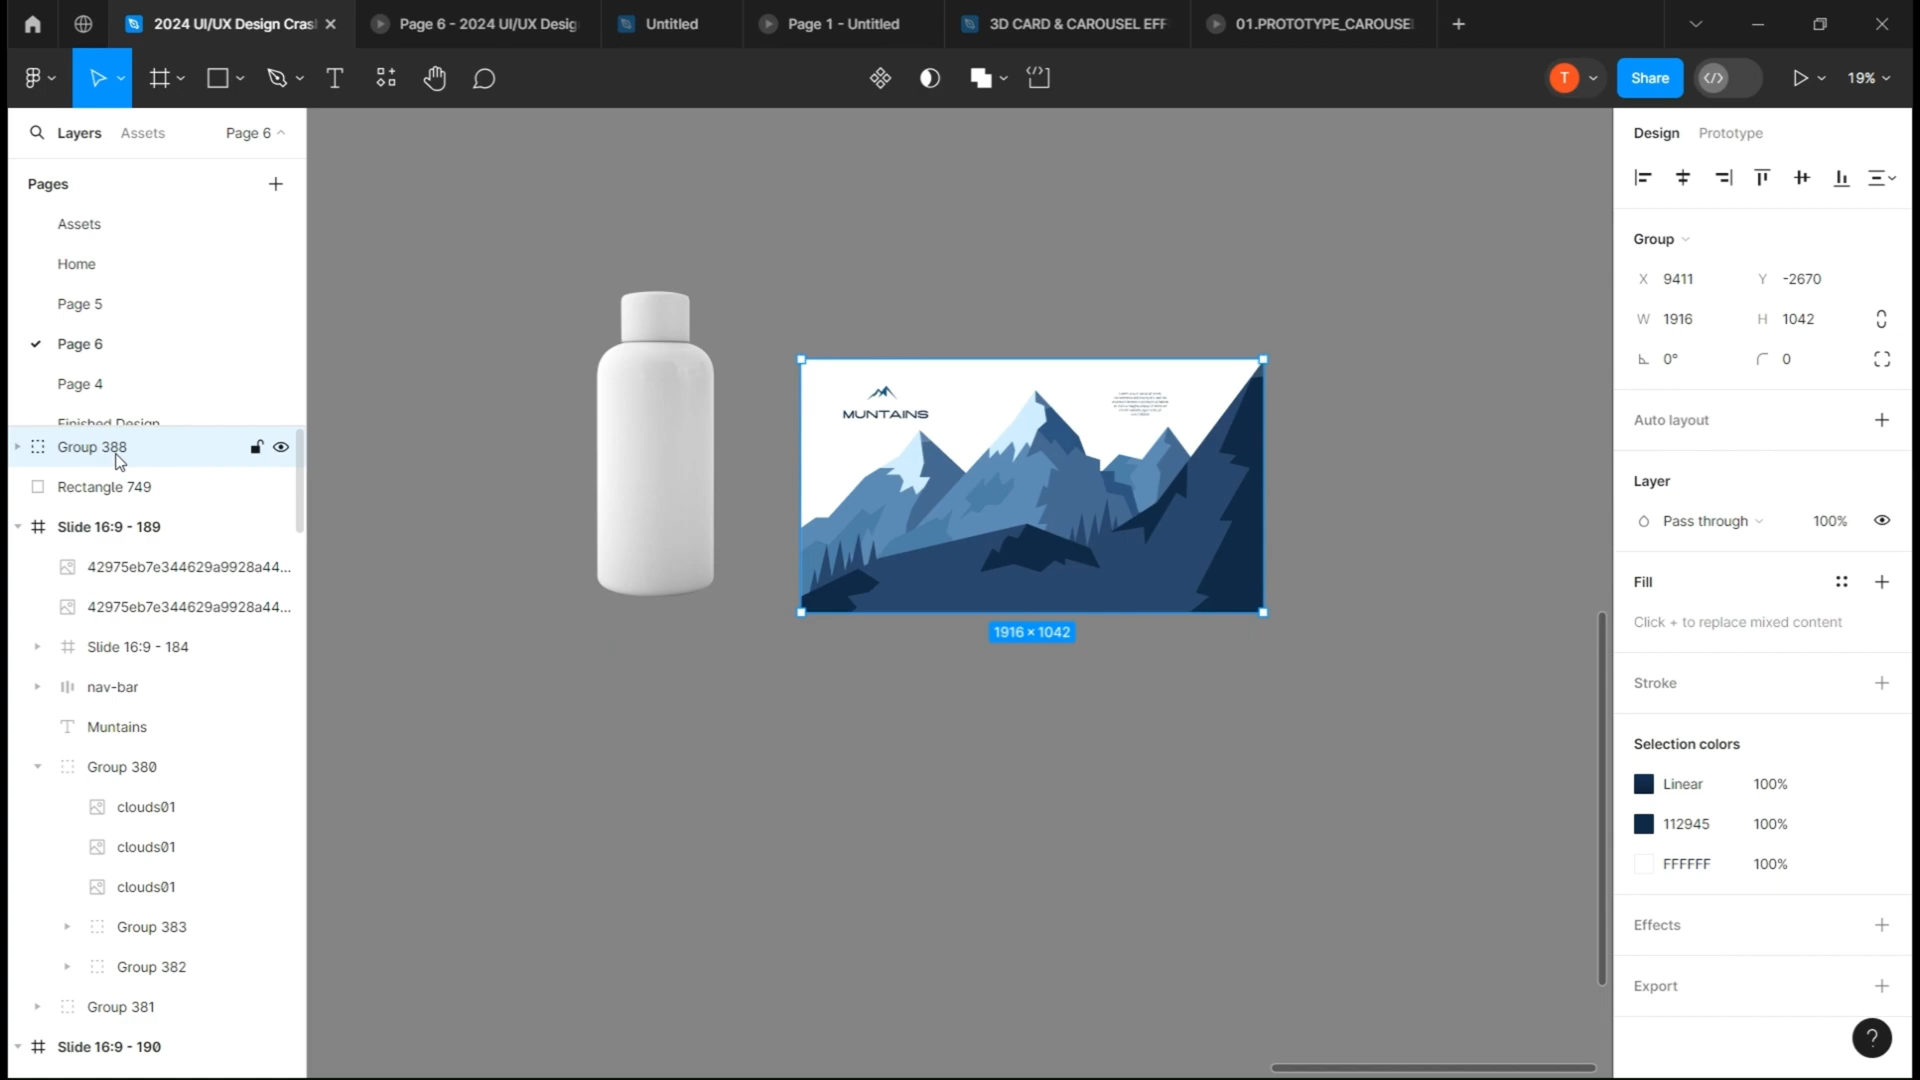 2024 UI/UX Design Cras
Page 6 - 2024 UI/UX Desig
Untitled
Page 1 - Untitled
3D CARD & CAROUSEL EFF
01.PROTOTYPE_CAROUSE
T
Share
19%
Layers
Assets
Page 6
Pages
Assets
Home
Page 5
Page 6
Page 4
Finished Design
Group 388
Rectangle 749
Slide 16:9 - 189
42975eb7e344629a9928a44...
42975eb7e344629a9928a44...
Slide 16:9 - 184
nav-bar
Muntains
Group 380
clouds01
clouds01
clouds01
Group 383
Group 382
Group 381
Slide 16:9 - 190
MUNTAINS
1916 × 1042
Design
Prototype
Group
X 9411
Y -2670
W 1916
H 1042
0°
0
Auto layout
Layer
Pass through
100%
Fill
Click + to replace mixed content
Stroke
Selection colors
Linear
100%
112945
100%
FFFFFF
100%
Effects
Export
?